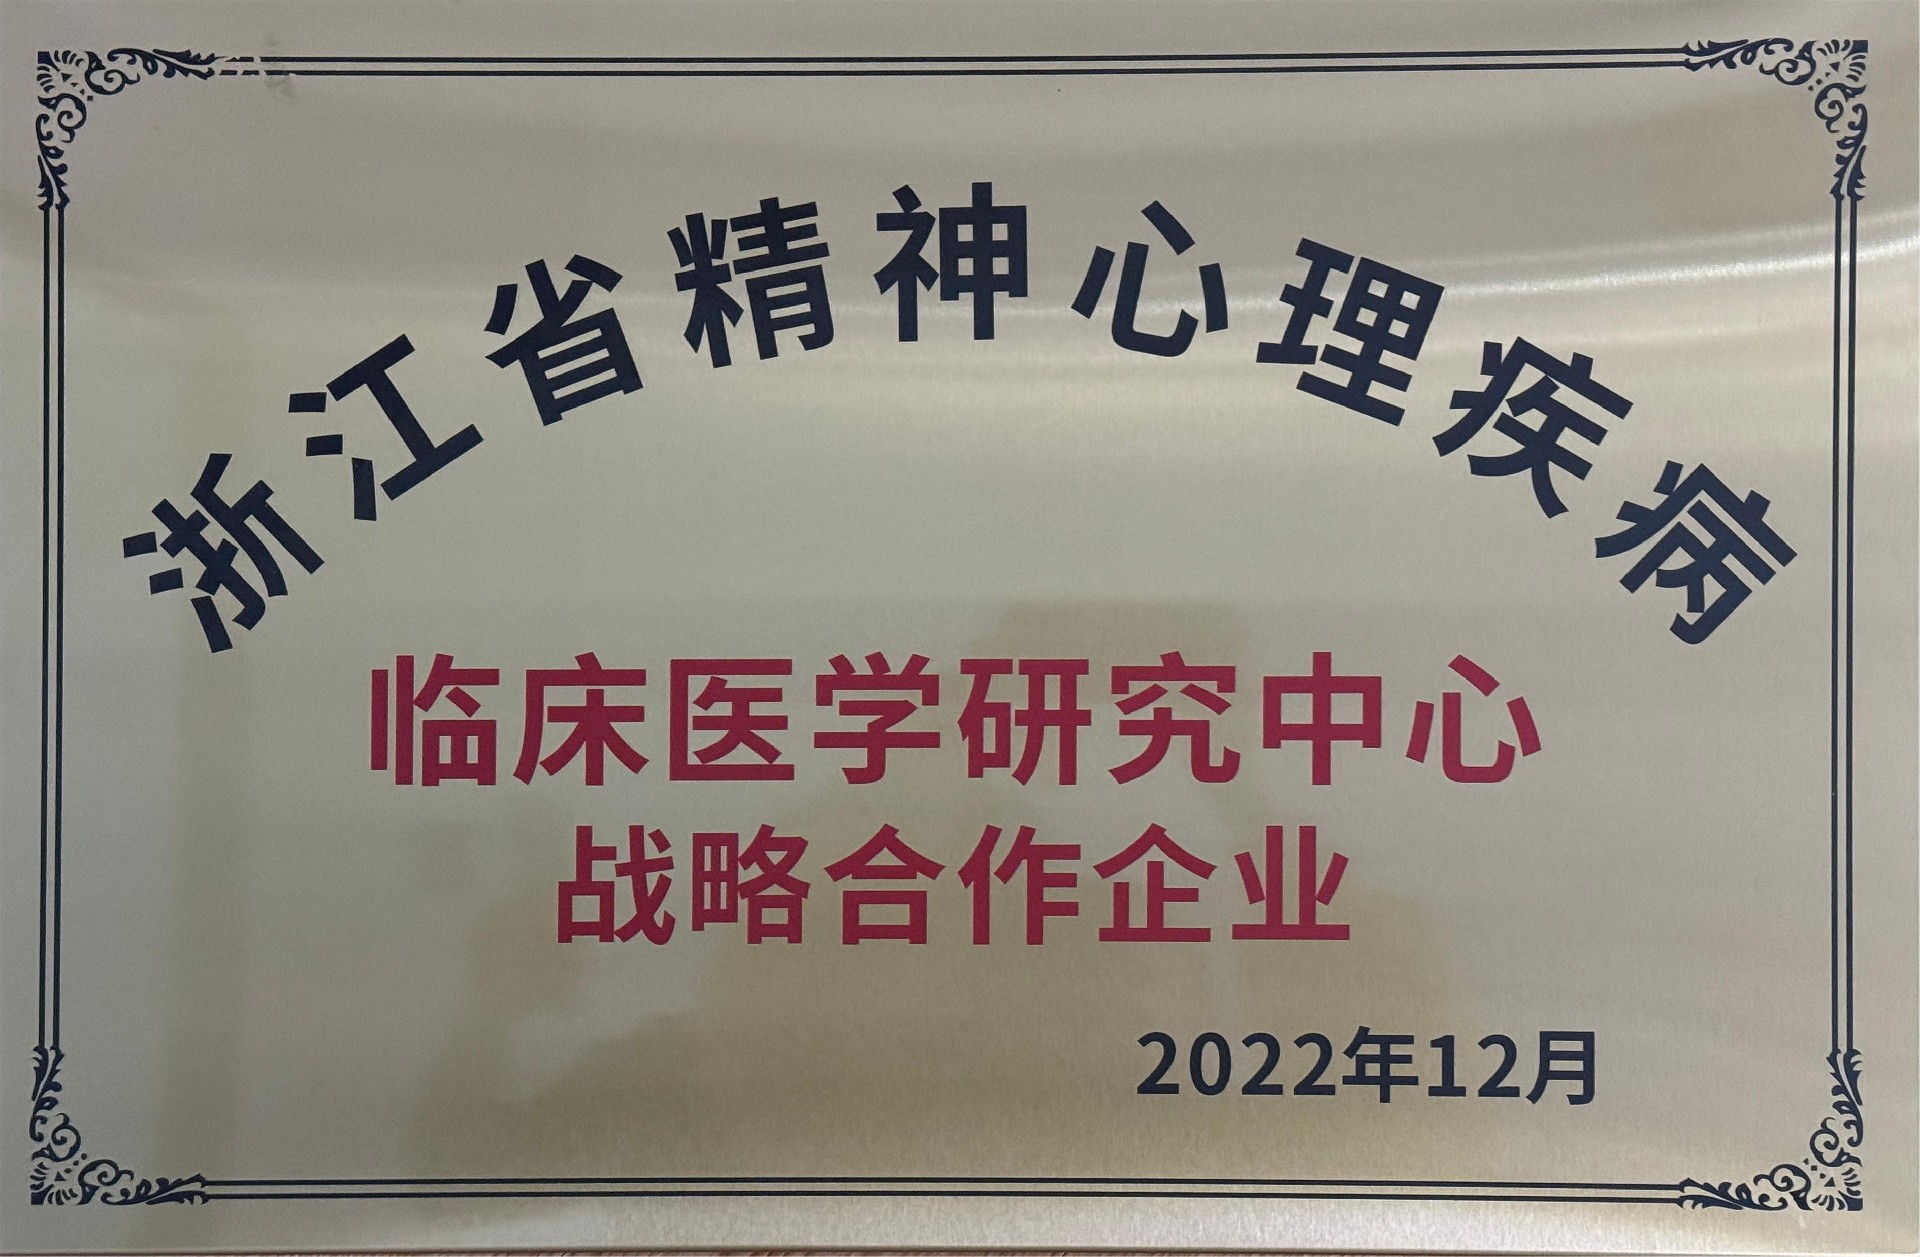 浙江省精神心理疾病
临床医学研究中心
战略合作企业
2022年12月